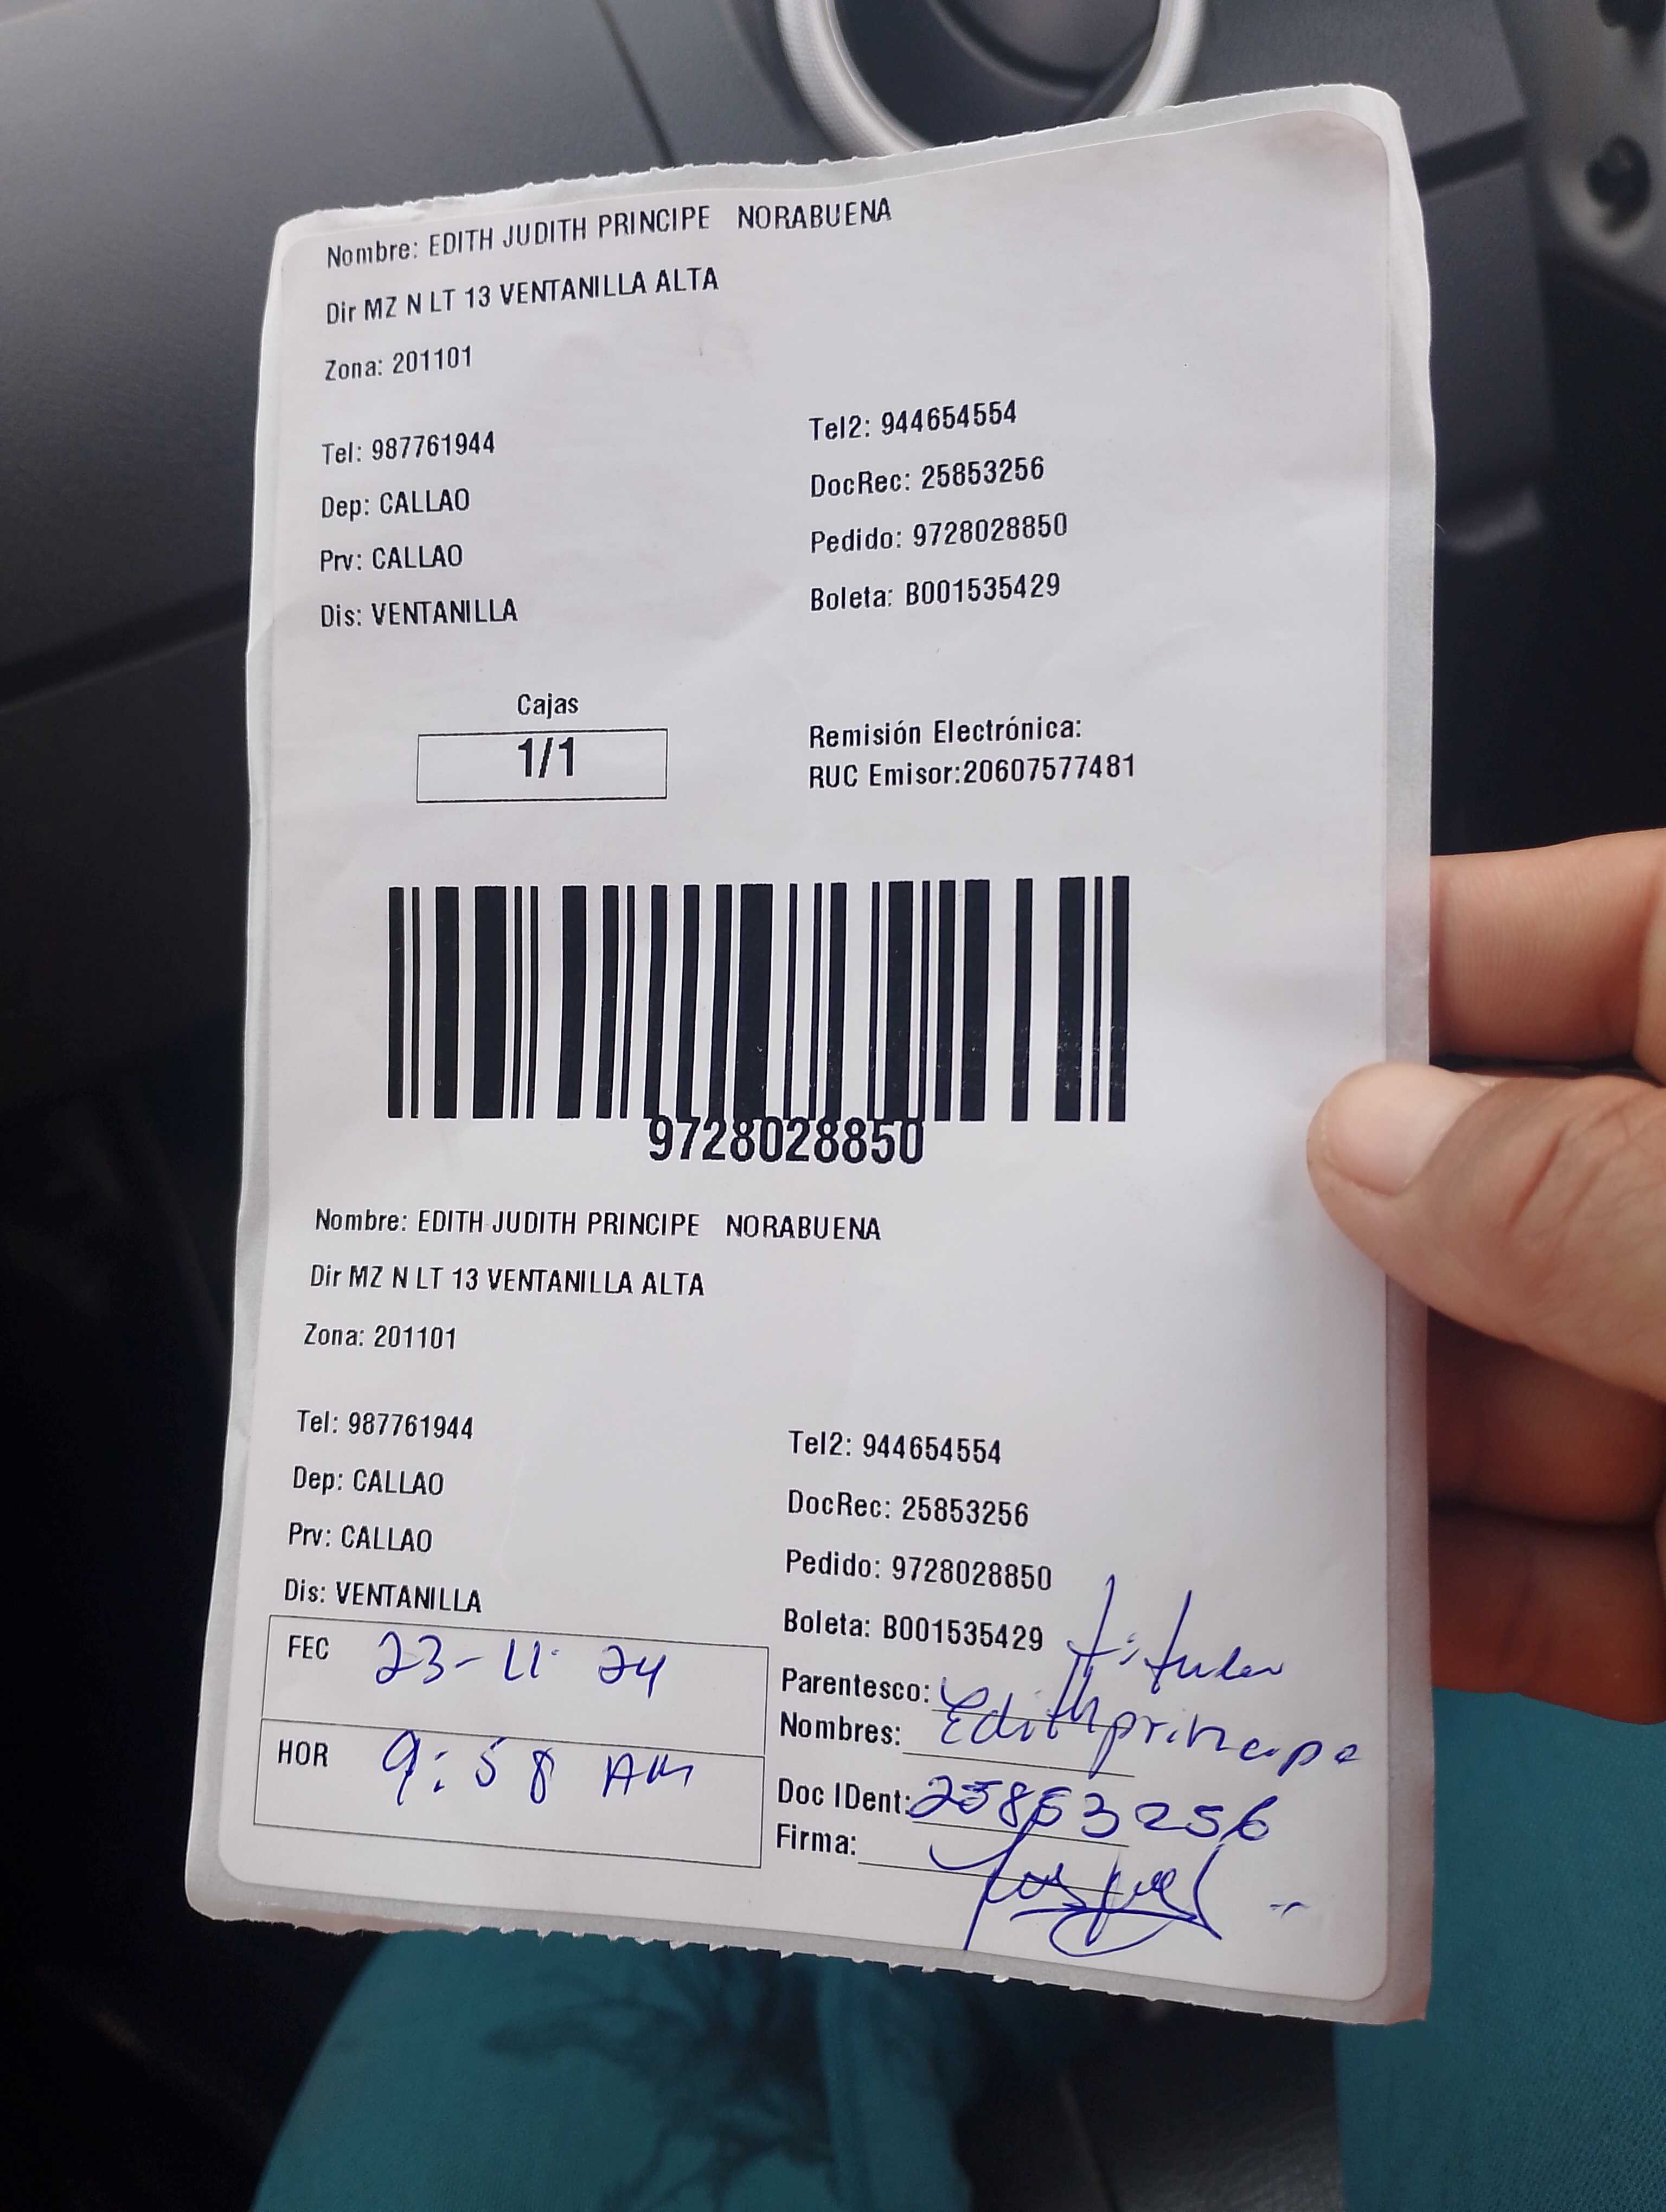 Nombre: EDITH JUDITH PRINCIPE NORABUENA
Dir MZ N LT 13 VENTANILLA ALTA
Zona: 201101
Tel: 987761944 Tel2: 944654554
Dep: CALLAO DocRec: 25853256
Prv: CALLAO Pedido: 9728028850
Dis: VENTANILLA Boleta: B001535429
Cajas
1/1
Remisión Electrónica:
RUC Emisor:20607577481
9728028850
Nombre: EDITH JUDITH PRINCIPE NORABUENA
Dir MZ N LT 13 VENTANILLA ALTA
Zona: 201101
Tel: 987761944 Tel2: 944654554
Dep: CALLAO DocRec: 25853256
Prv: CALLAO Pedido: 9728028850
Dis: VENTANILLA Boleta: B001535429
FEC 23-11-24
HOR 9:58 AM
Parentesco: titular
Nombres: Edith principe
Doc IDent: 25853256
Firma: